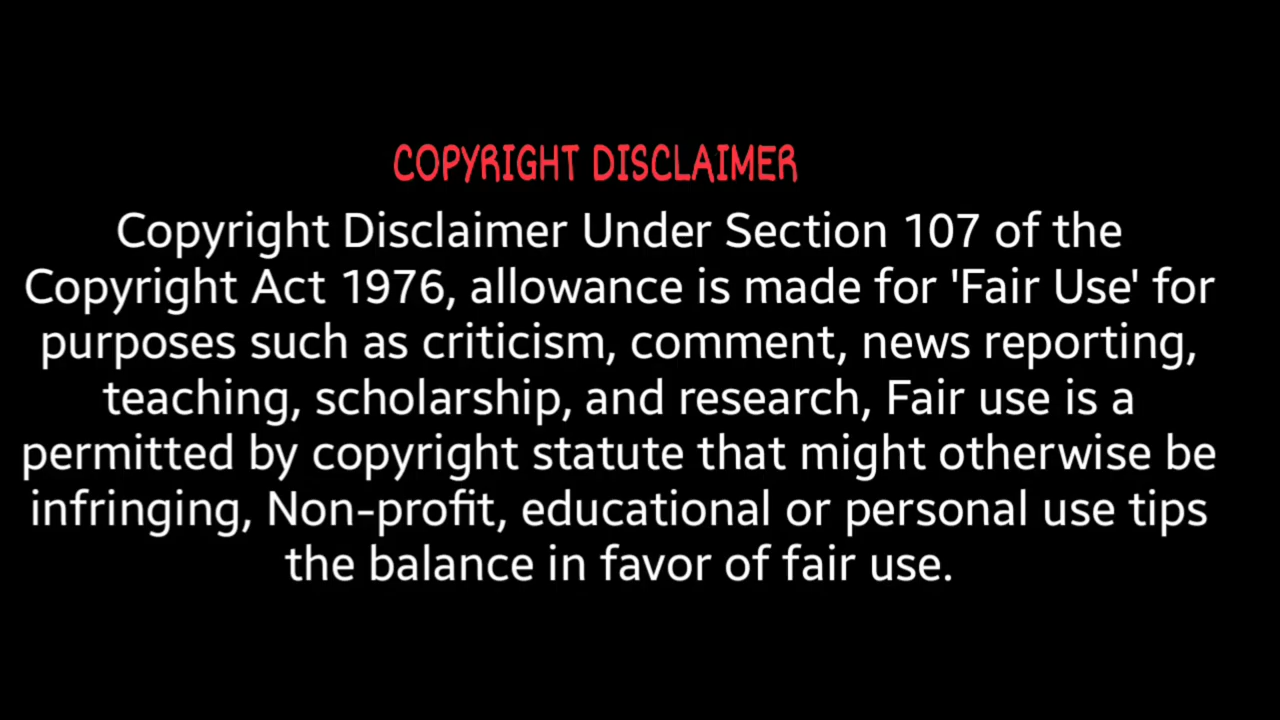 COPYRIGHT DISCLAIMER
Copyright Disclaimer Under Section 107 of the
Copyright Act 1976, allowance is made for 'Fair Use' for
purposes such as criticism, comment, news reporting,
teaching, scholarship, and research, Fair use is a
permitted by copyright statute that might otherwise be
infringing, Non-profit, educational or personal use tips
the balance in favor of fair use.